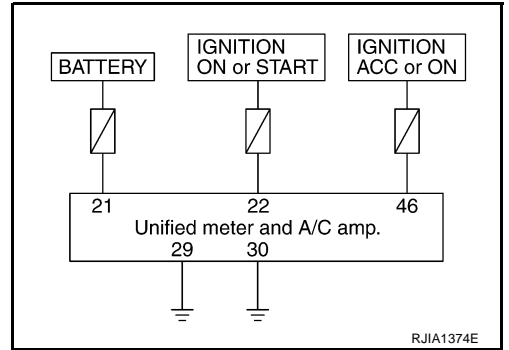 BATTERY
IGNITION
ON or START
IGNITION
ACC or ON
21 22 46
Unified meter and A/C amp.
29 30
RJIA1374E